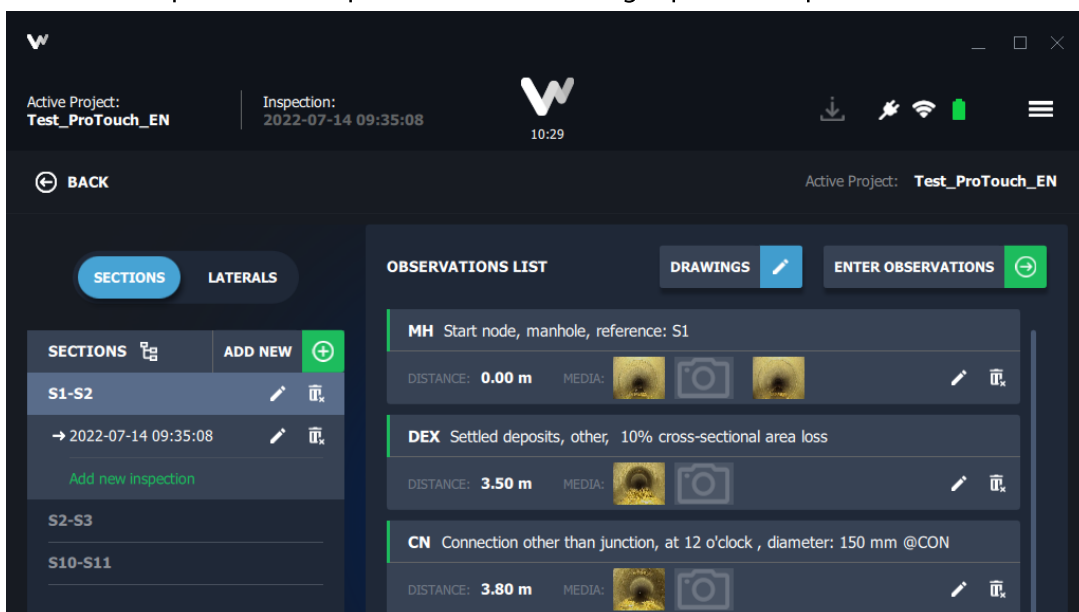 Active Project:
Test_ProTouch_EN
Inspection:
2022-07-14 09:35:08
10:29
BACK
Active Project: Test_ProTouch_EN
SECTIONS
LATERALS
SECTIONS
ADD NEW
S1-S2
2022-07-14 09:35:08
Add new inspection
S2-S3
S10-S11
OBSERVATIONS LIST
DRAWINGS
ENTER OBSERVATIONS
MH Start node, manhole, reference: S1
DISTANCE: 0.00 m MEDIA:
DEX Settled deposits, other, 10% cross-sectional area loss
DISTANCE: 3.50 m MEDIA:
CN Connection other than junction, at 12 o'clock , diameter: 150 mm @CON
DISTANCE: 3.80 m MEDIA: